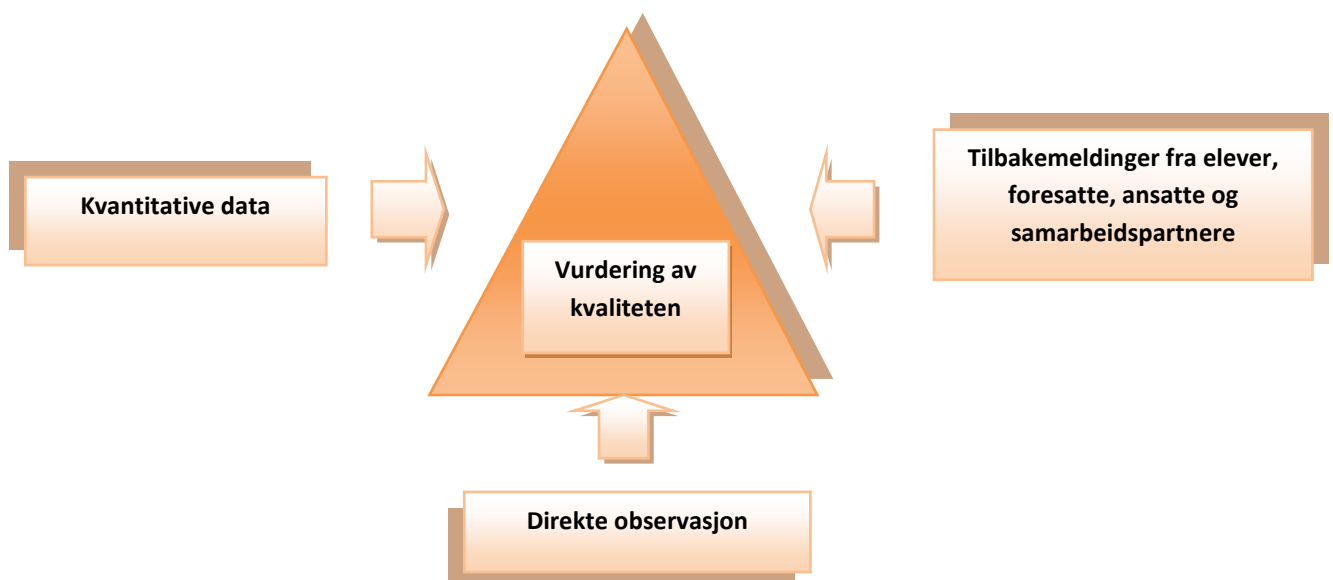 Kvantitative data
Tilbakemeldinger fra elever,
foresatte, ansatte og
samarbeidspartnere
Vurdering av
kvaliteten
Direkte observasjon